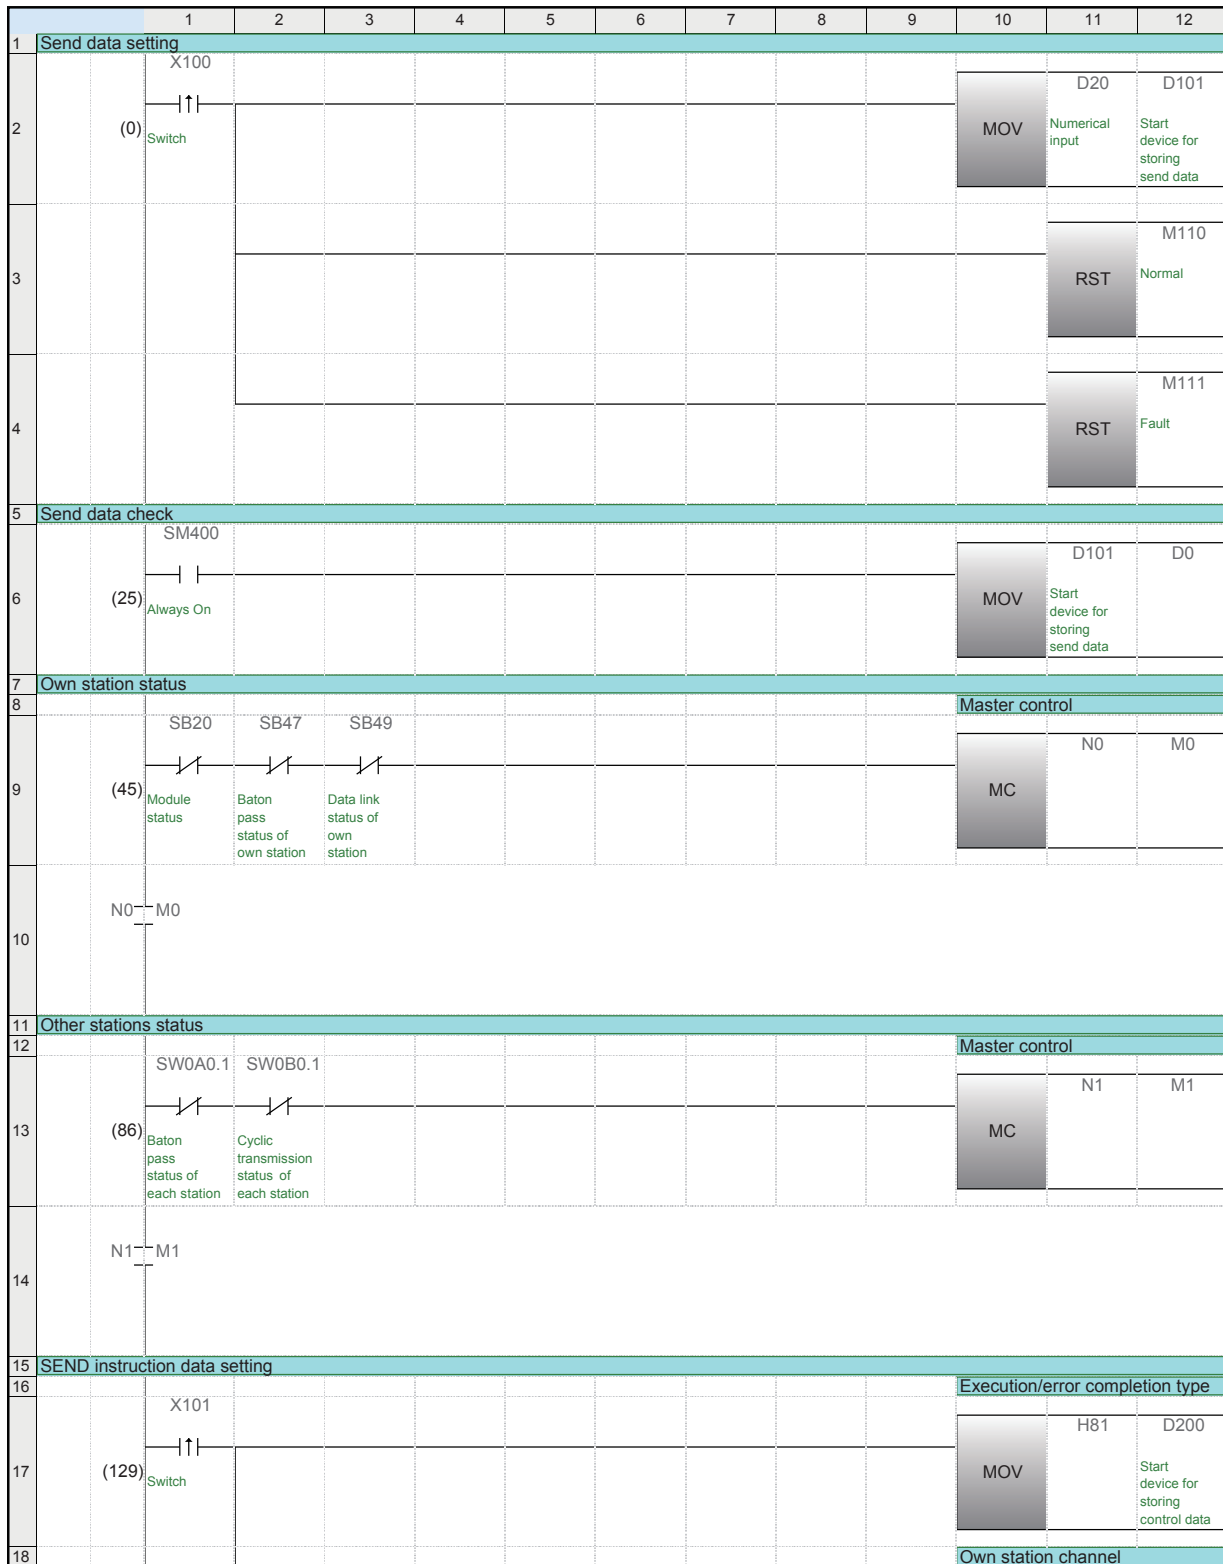 1 2 3 4 5 6 7 8 9 10 11 12
1 Send data setting
X100
D20 D101
2 (0) Switch
MOV
Numerical input
Start device for storing send data
M110
3 RST Normal
M111
4 RST Fault
5 Send data check
SM400
D101 D0
6 (25) Always On
MOV
Start device for storing send data
7 Own station status
8 Master control
SB20 SB47 SB49
N0 M0
9 (45)
Module status
Baton pass status of own station
Data link status of own station
MC
N0 M0
10
11 Other stations status
12 Master control
SW0A0.1 SW0B0.1
N1 M1
13 (86)
Baton pass status of each station
Cyclic transmission status of each station
MC
N1 M1
14
15 SEND instruction data setting
16 Execution/error completion type
X101
H81 D200
17 (129) Switch
MOV
Start device for storing control data
18 Own station channel